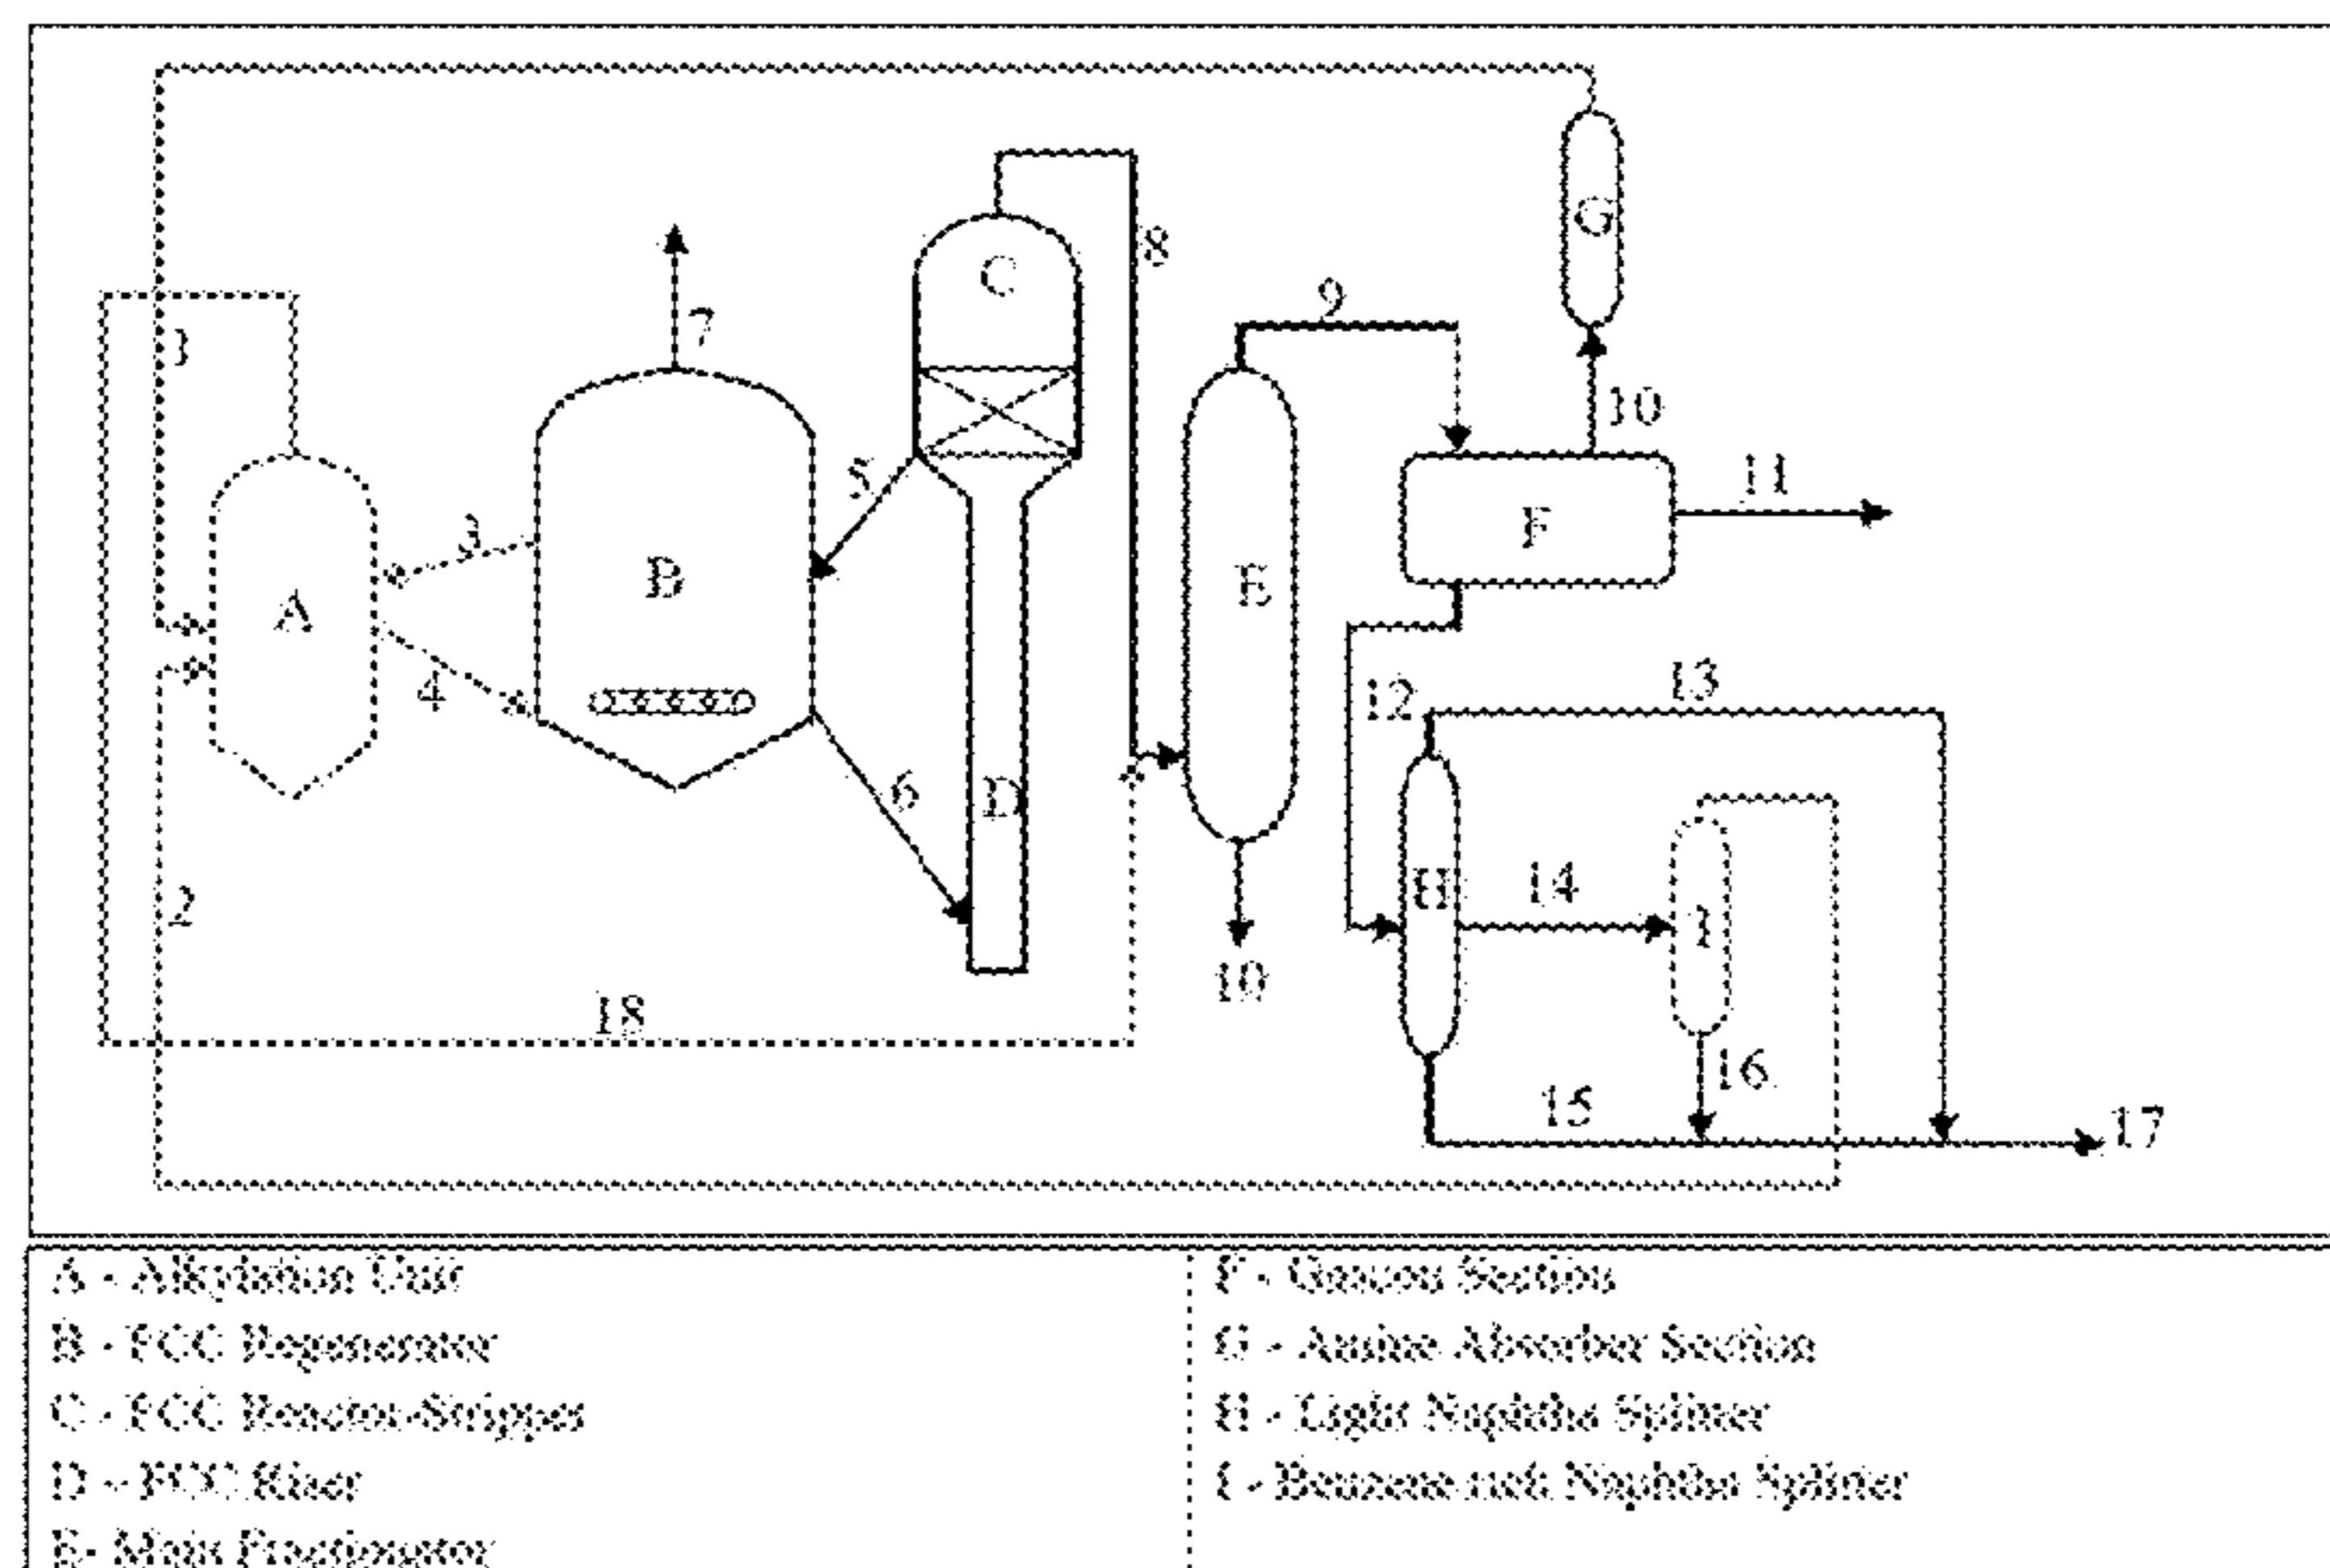 G
8
C
9
7
1
10
11
5
3
F
B
E
A
4
13
12
6
D
H
14
I
2
10
18
16
15
17
A - Alkylation Unit
B - FCC Regenerator
C - FCC Reactor-Stripper
D - FCC Riser
E- Main Fractionator
F - Gascon Section
G - Amine Absorber Section
H - Light Naphtha Splitter
I - Benzene rich Naphtha Splitter